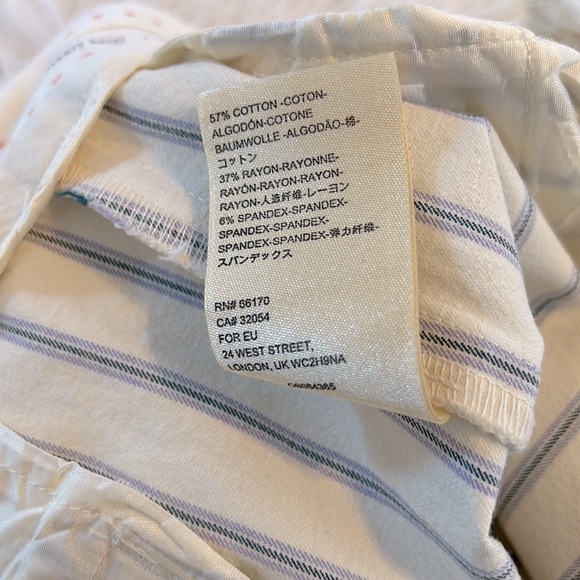 57% COTTON -COTON-
ALGODÓN-COTONE
BAUMWOLLE -ALGODÃO-棉-
コットン
37% RAYON-RAYONNE-
RAYÓN-RAYON-RAYON-
RAYON-人造纤维-レーヨン
6% SPANDEX-SPANDEX-
SPANDEX-SPANDEX-
SPANDEX-SPANDEX-弹力纤维-
スパンデックス
RN# 66170
CA# 32054
FOR EU
24 WEST STREET,
LONDON, UK WC2H9NA